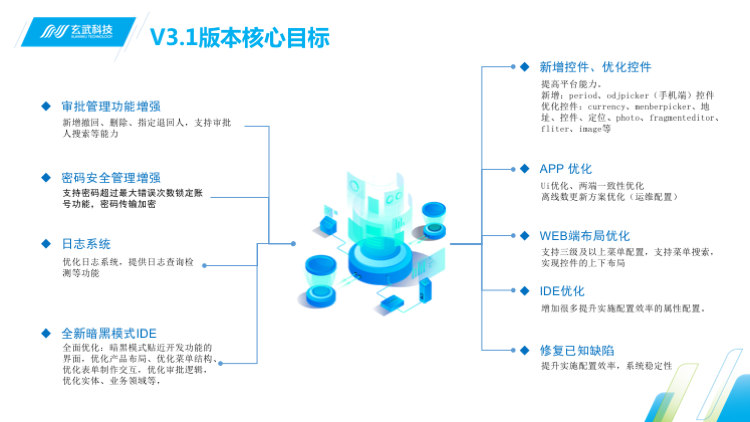 玄武科技
XUANWU TECHNOLOGY
V3.1版本核心目标
审批管理功能增强
新增撤回、删除、指定退回人，支持审批
人搜索等能力
密码安全管理增强
支持密码超过最大错误次数锁定账
号功能，密码传输加密
日志系统
优化日志系统，提供日志查询检
测等功能
全新暗黑模式IDE
全面优化：暗黑模式贴近开发功能的
界面，优化产品布局、优化菜单结构、
优化表单制作交互，优化审批逻辑，
优化实体、业务领域等，
新增控件、优化控件
提高平台能力，
新增：period、odjpicker（手机端）控件
优化控件：currency、menberpicker、地
址、控件、定位、photo、fragmenteditor、
fliter、image等
APP 优化
Ui优化、两端一致性优化
离线数更新方案优化（运维配置）
WEB端布局优化
支持三级及以上菜单配置，支持菜单搜索，
实现控件的上下布局
IDE优化
增加很多提升实施配置效率的属性配置，
修复已知缺陷
提升实施配置效率，系统稳定性